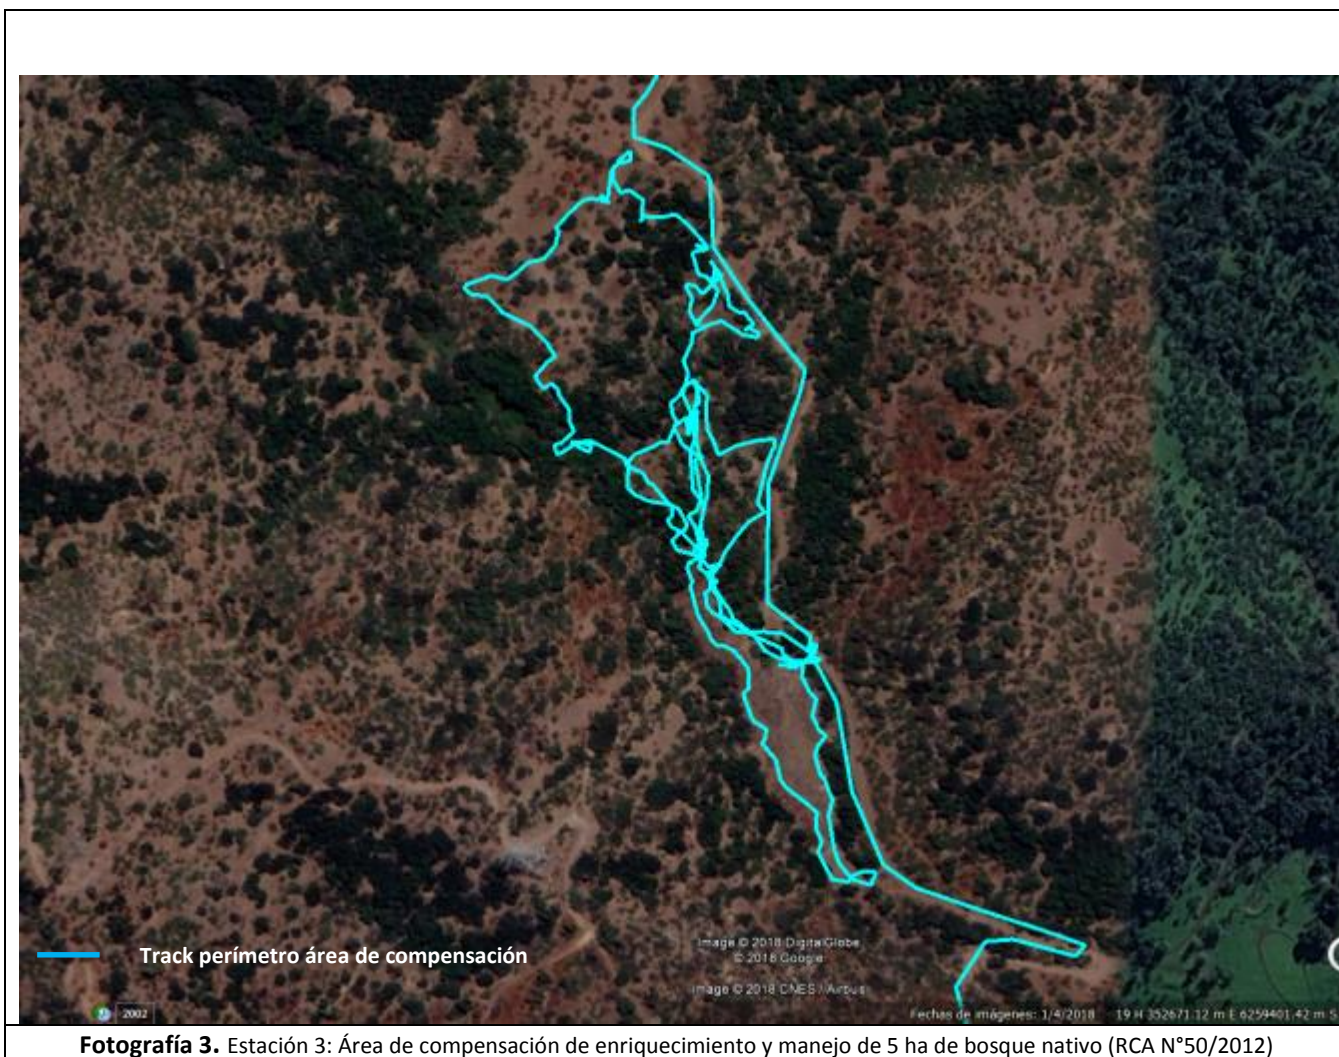 Track perímetro área de compensación
Image © 2018 DigitalGlobe
© 2018 Google
Image © 2018 CNES / Airbus
2002
Fechas de imágenes: 1/4/2018 19 H 352671.12 m E 6259401.42 m S
Fotografía 3. Estación 3: Área de compensación de enriquecimiento y manejo de 5 ha de bosque nativo (RCA N°50/2012)